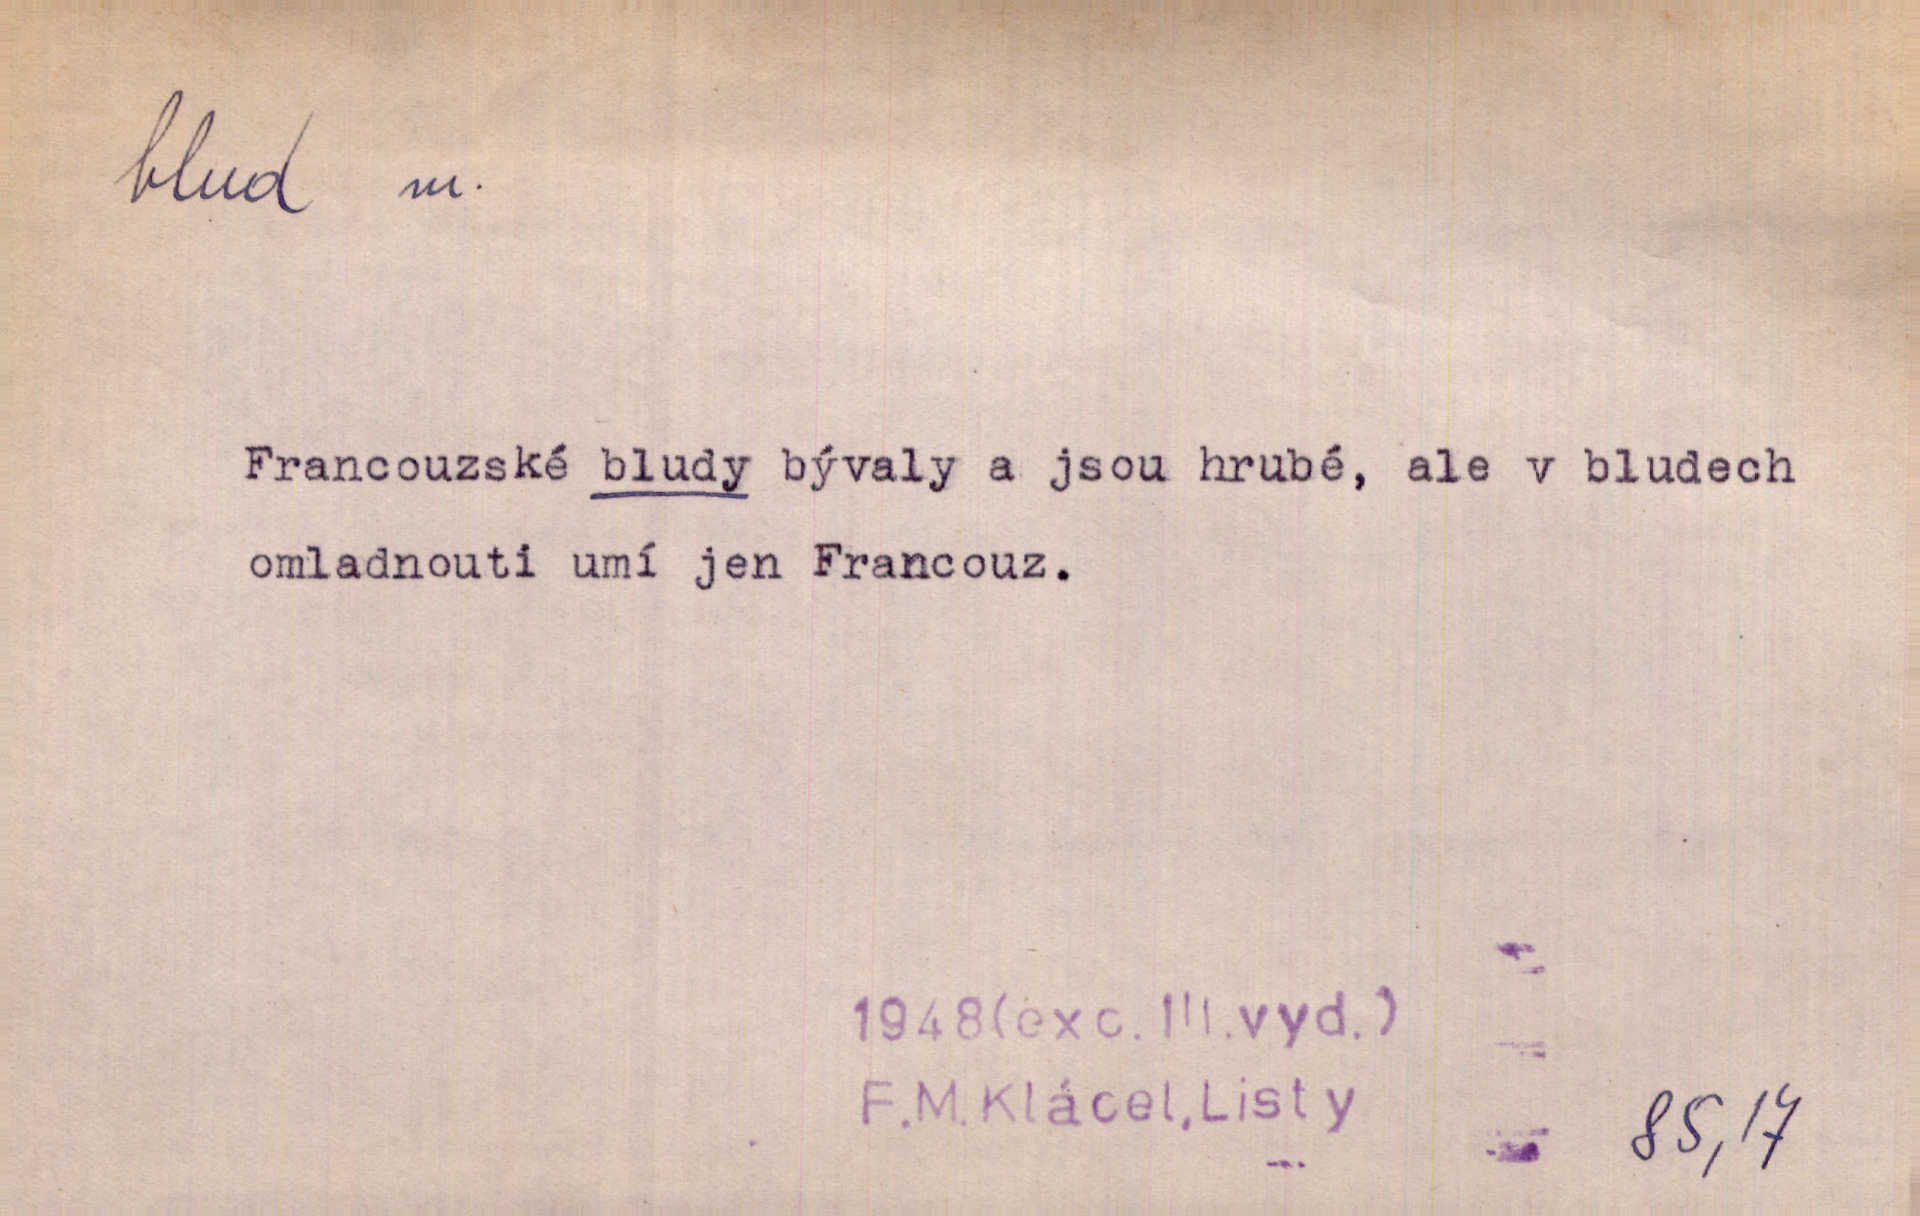 blud m.
Francouzské bludy bývaly a jsou hrubé, ale v bludech
omladnouti umí jen Francouz.
1948(exc. III.vyd.)
F.M.Klácel,Listy
85,17